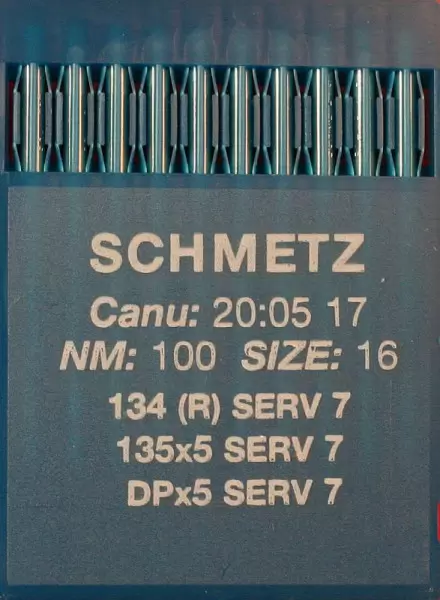 SCHMETZ
Canu: 20:05 17
NM: 100 SIZE: 16
134 (R) SERV 7
135x5 SERV 7
DPx5 SERV 7